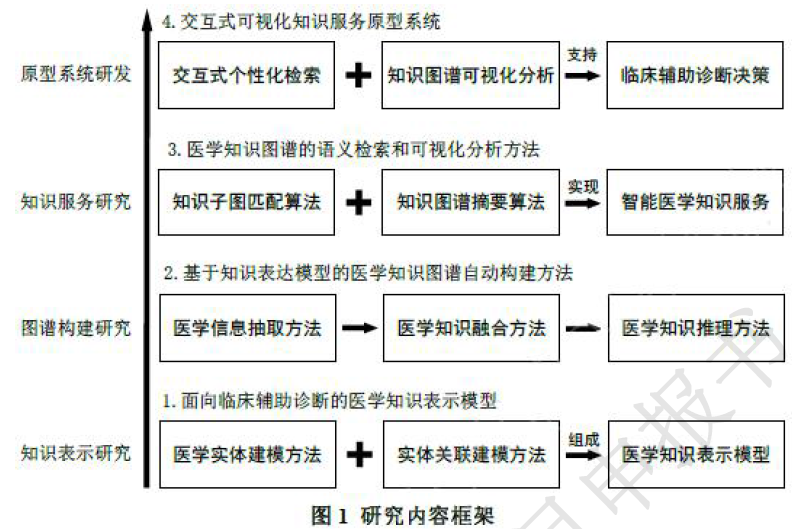 4. 交互式可视化知识服务原型系统
原型系统研发
交互式个性化检索
知识图谱可视化分析
支持
临床辅助诊断决策
3. 医学知识图谱的语义检索和可视化分析方法
知识服务研究
知识子图匹配算法
知识图谱摘要算法
实现
智能医学知识服务
2. 基于知识表达模型的医学知识图谱自动构建方法
图谱构建研究
医学信息抽取方法
医学知识融合方法
医学知识推理方法
1. 面向临床辅助诊断的医学知识表示模型
知识表示研究
医学实体建模方法
实体关联建模方法
组成
医学知识表示模型
图 1 研究内容框架
申报书